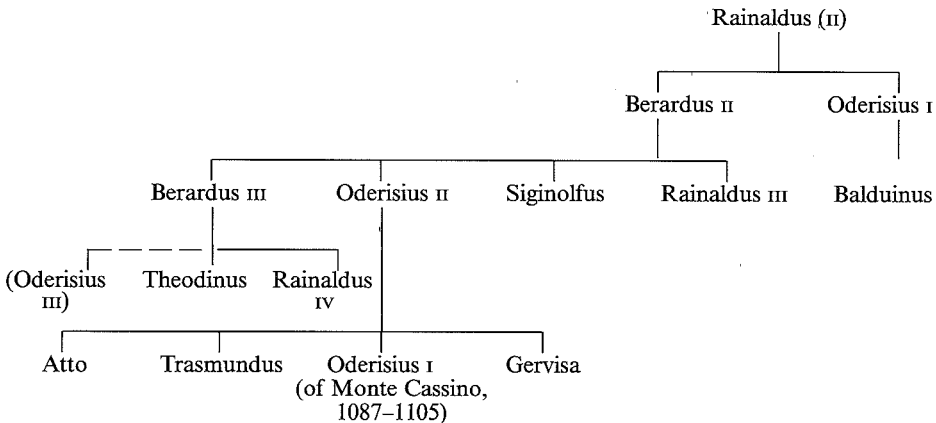 Rainaldus (II)
Berardus II Oderisius I
Berardus III Oderisius II Siginolfus Rainaldus III Balduinus
(Oderisius III) Theodinus Rainaldus IV
Atto Trasmundus Oderisius I Gervisa
(of Monte Cassino,
1087–1105)